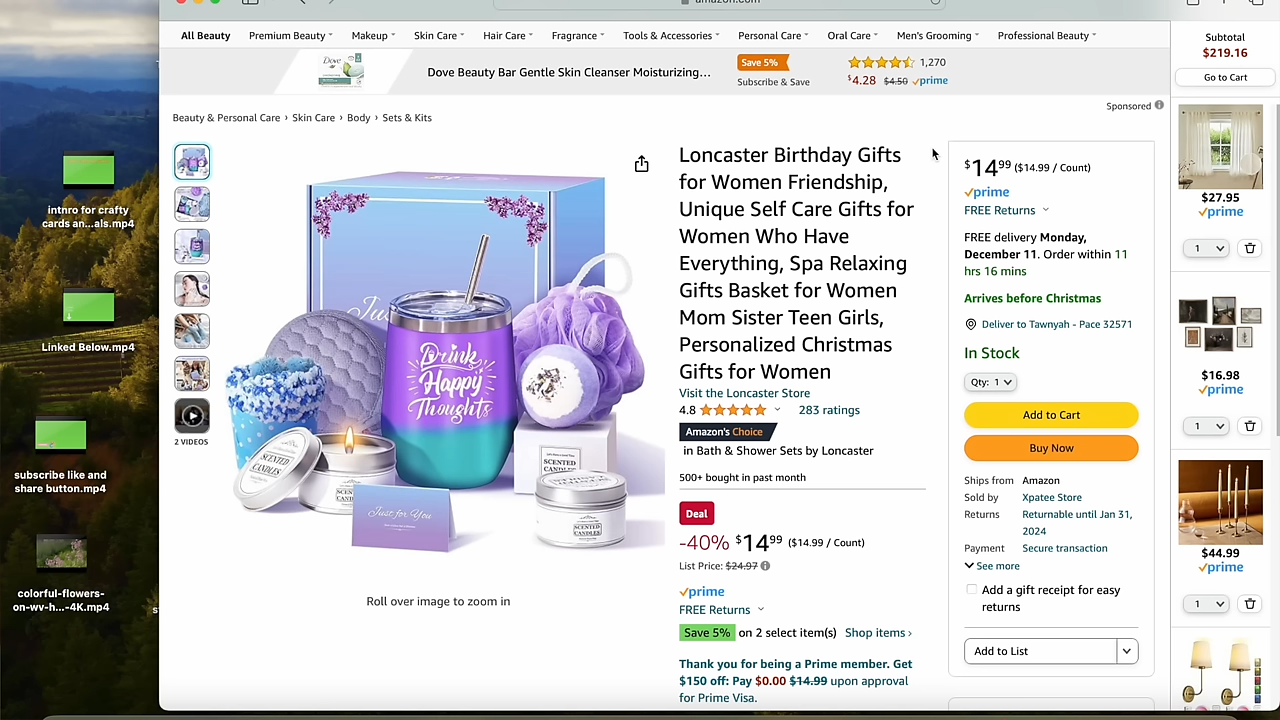 amazon.com
All Beauty Premium Beauty Makeup Skin Care Hair Care Fragrance Tools & Accessories Personal Care Oral Care Men's Grooming Professional Beauty
Dove
Dove Beauty Bar Gentle Skin Cleanser Moisturizing...
Save 5%
Subscribe & Save
1,270
$4.28 $4.50 prime
Sponsored
Beauty & Personal Care › Skin Care › Body › Sets & Kits
Drink
Happy
Thoughts
SCENTED
CANDLES
SCENTED
SCENTED
CANDLES
Just for You
Roll over image to zoom in
2 VIDEOS
Loncaster Birthday Gifts
for Women Friendship,
Unique Self Care Gifts for
Women Who Have
Everything, Spa Relaxing
Gifts Basket for Women
Mom Sister Teen Girls,
Personalized Christmas
Gifts for Women
Visit the Loncaster Store
4.8 283 ratings
Amazon's Choice
in Bath & Shower Sets by Loncaster
500+ bought in past month
Deal
-40% $14 99 ($14.99 / Count)
List Price: $24.97
prime
FREE Returns
Save 5% on 2 select item(s) Shop items ›
Thank you for being a Prime member. Get
$150 off: Pay $0.00 $14.99 upon approval
for Prime Visa.
$14 99 ($14.99 / Count)
prime
FREE Returns
FREE delivery Monday,
December 11. Order within 11
hrs 16 mins
Arrives before Christmas
Deliver to Tawnyah - Pace 32571
In Stock
Qty: 1
Add to Cart
Buy Now
Ships from Amazon
Sold by Xpatee Store
Returns Returnable until Jan 31,
2024
Payment Secure transaction
See more
Add a gift receipt for easy
returns
Add to List
Subtotal
$219.16
Go to Cart
$27.95
prime
1
$16.98
prime
1
$44.99
prime
1
intnro for crafty
cards an...als.mp4
Linked Below.mp4
subscribe like and
share button.mp4
colorful-flowers-
on-wv-h...-4K.mp4